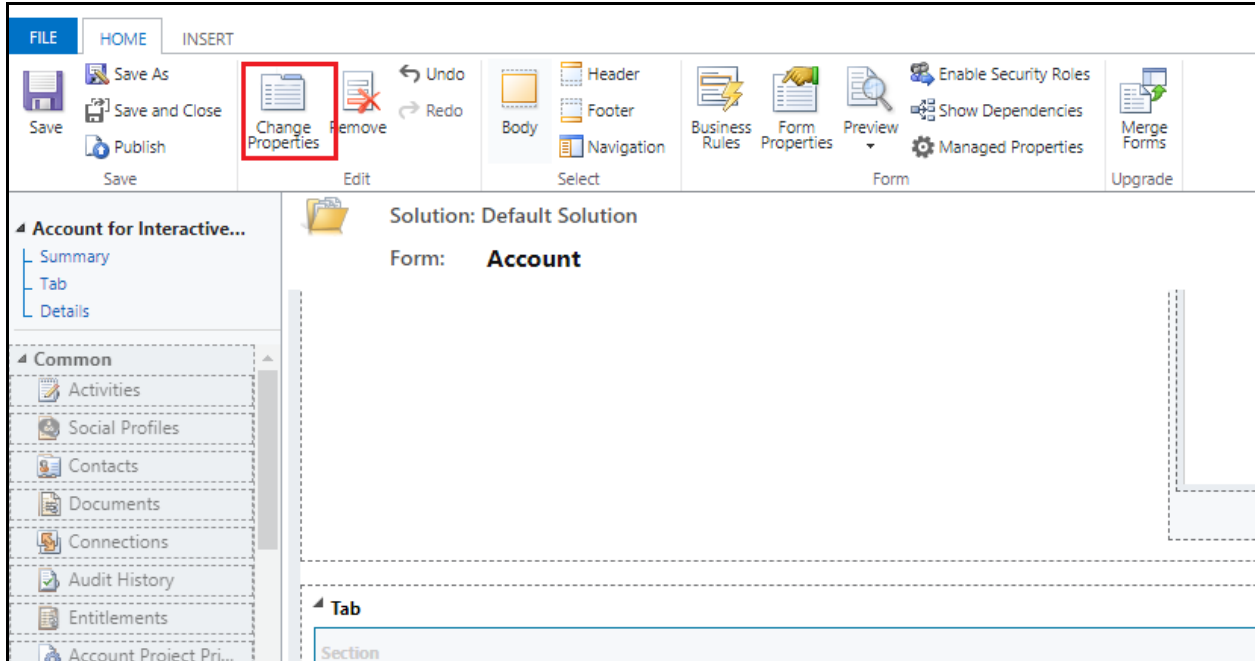 FILE HOME INSERT
Save
Save As
Save and Close
Publish
Save
Change
Properties
Remove
Undo
Redo
Edit
Body
Header
Footer
Navigation
Select
Business
Rules
Form
Properties
Preview
Enable Security Roles
Show Dependencies
Managed Properties
Form
Merge
Forms
Upgrade
Account for Interactive...
Summary
Tab
Details
Common
Activities
Social Profiles
Contacts
Documents
Connections
Audit History
Entitlements
Account Project Pri...
Solution: Default Solution
Form: Account
Tab
Section